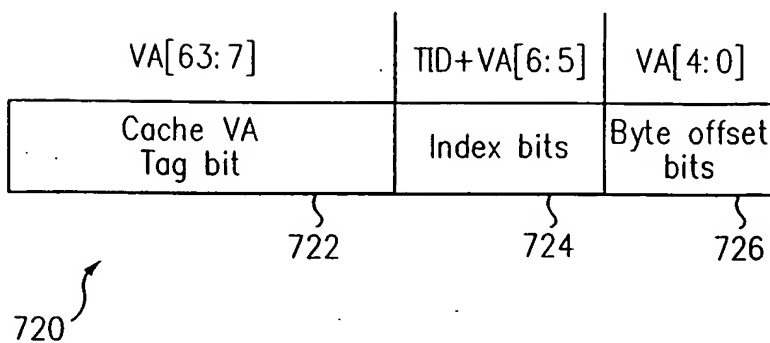 VA[63:7] TID+VA[6:5] VA[4:0]
Cache VA
Tag bit
Index bits
Byte offset
bits
722 724 726
720